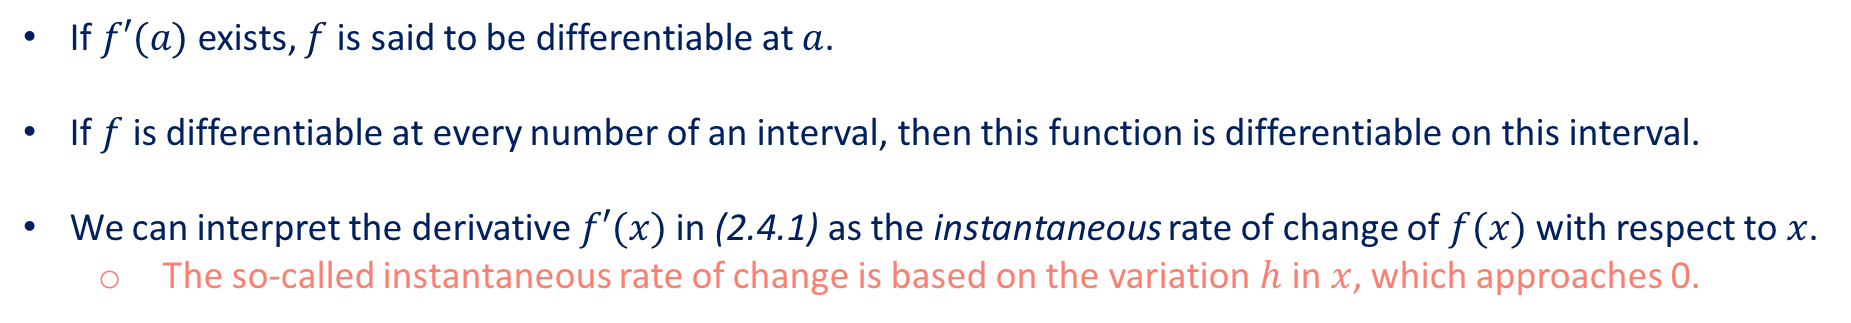 • If f′(a) exists, f is said to be differentiable at a.
• If f is differentiable at every number of an interval, then this function is differentiable on this interval.
• We can interpret the derivative f′(x) in (2.4.1) as the instantaneous rate of change of f(x) with respect to x.
○ The so-called instantaneous rate of change is based on the variation h in x, which approaches 0.